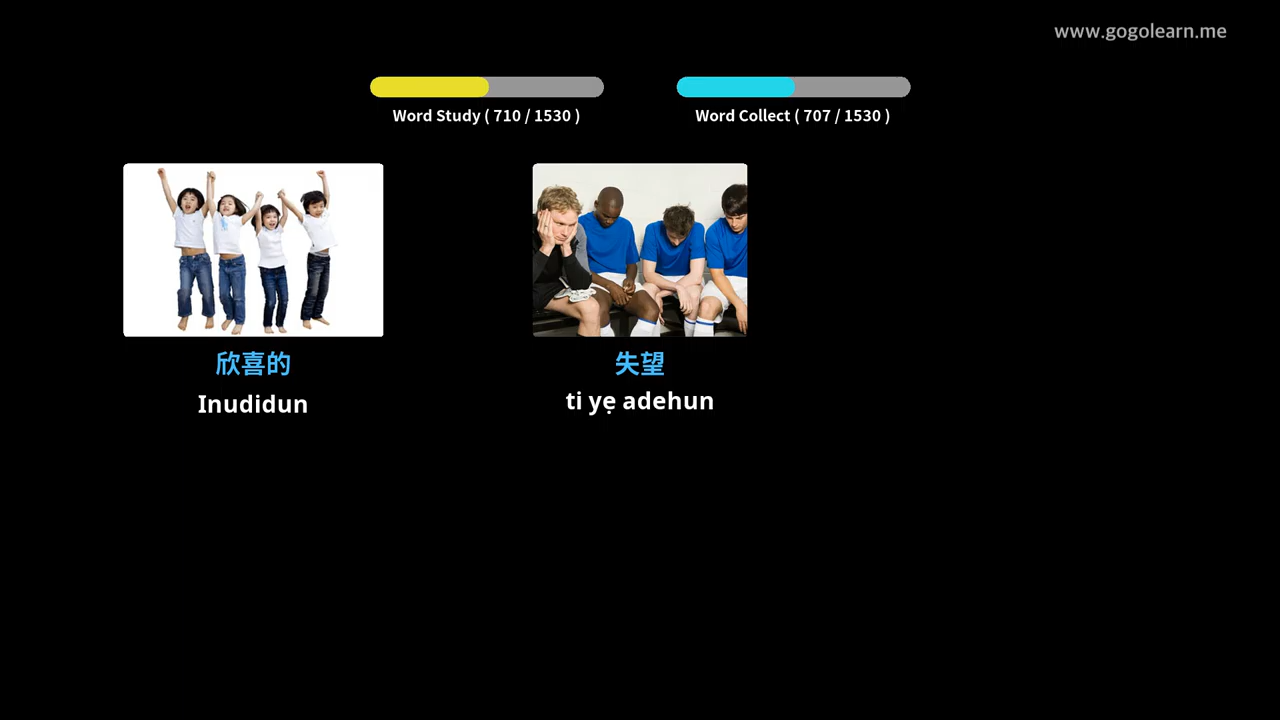 www.gogolearn.me
Word Study ( 710 / 1530 )
Word Collect ( 707 / 1530 )
欣喜的
Inudidun
失望
ti yẹ adehun